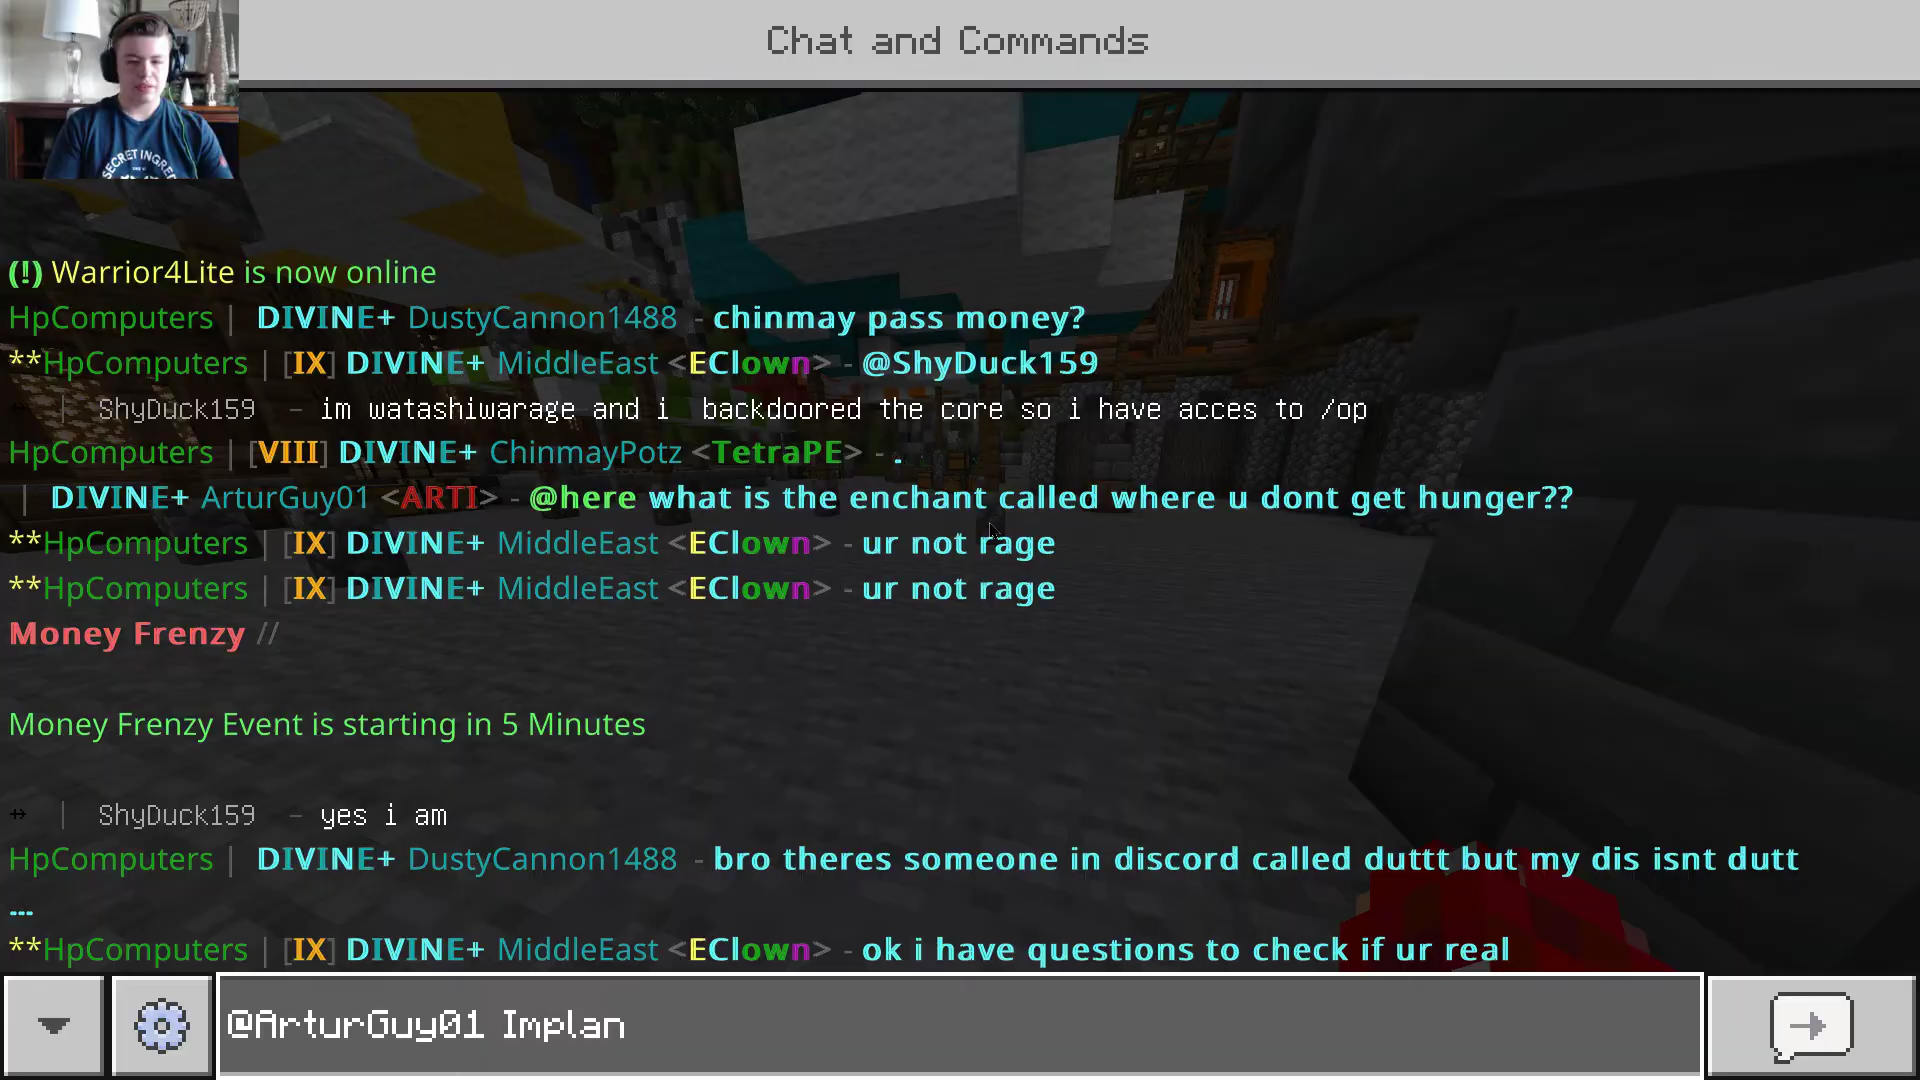 Chat and Commands
SECRET INGRE
(!) Warrior4Lite is now online
HpComputers | DIVINE+ DustyCannon1488 - chinmay pass money?
**HpComputers | [IX] DIVINE+ MiddleEast <EClown> - @ShyDuck159
| ShyDuck159 - im watashiwarage and i backdoored the core so i have acces to /op
HpComputers | [VIII] DIVINE+ ChinmayPotz <TetraPE> - .
| DIVINE+ ArturGuy01 <ARTI> - @here what is the enchant called where u dont get hunger??
**HpComputers | [IX] DIVINE+ MiddleEast <EClown> - ur not rage
**HpComputers | [IX] DIVINE+ MiddleEast <EClown> - ur not rage
Money Frenzy //
Money Frenzy Event is starting in 5 Minutes
| ShyDuck159 - yes i am
HpComputers | DIVINE+ DustyCannon1488 - bro theres someone in discord called duttt but my dis isnt dutt
...
**HpComputers | [IX] DIVINE+ MiddleEast <EClown> - ok i have questions to check if ur real
@ArturGuy01 Implan